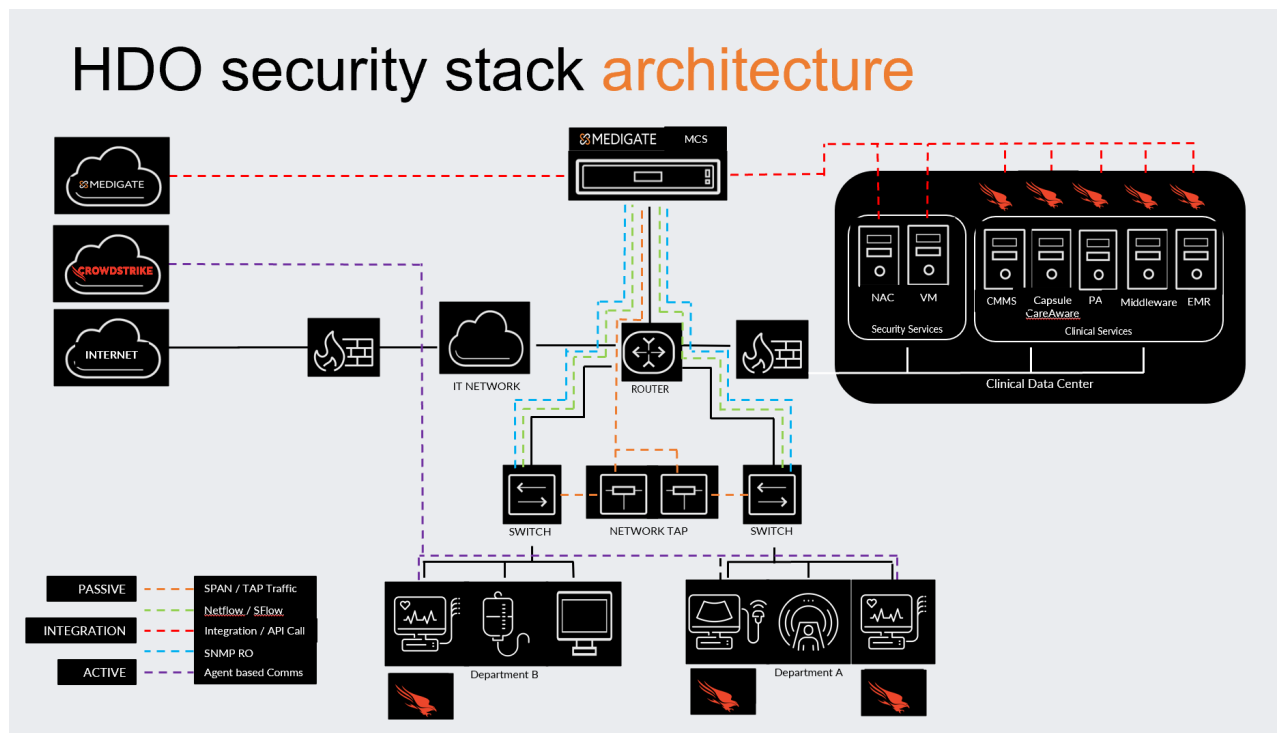 HDO security stack architecture
MEDIGATE
MCS
MEDIGATE
CROWDSTRIKE
INTERNET
IT NETWORK
ROUTER
NAC
VM
Security Services
CMMS
Capsule
CareAware
PA
Middleware
EMR
Clinical Services
Clinical Data Center
SWITCH
NETWORK TAP
SWITCH
Department B
Department A
PASSIVE
SPAN / TAP Traffic
Netflow / SFlow
INTEGRATION
Integration / API Call
SNMP RO
ACTIVE
Agent based Comms